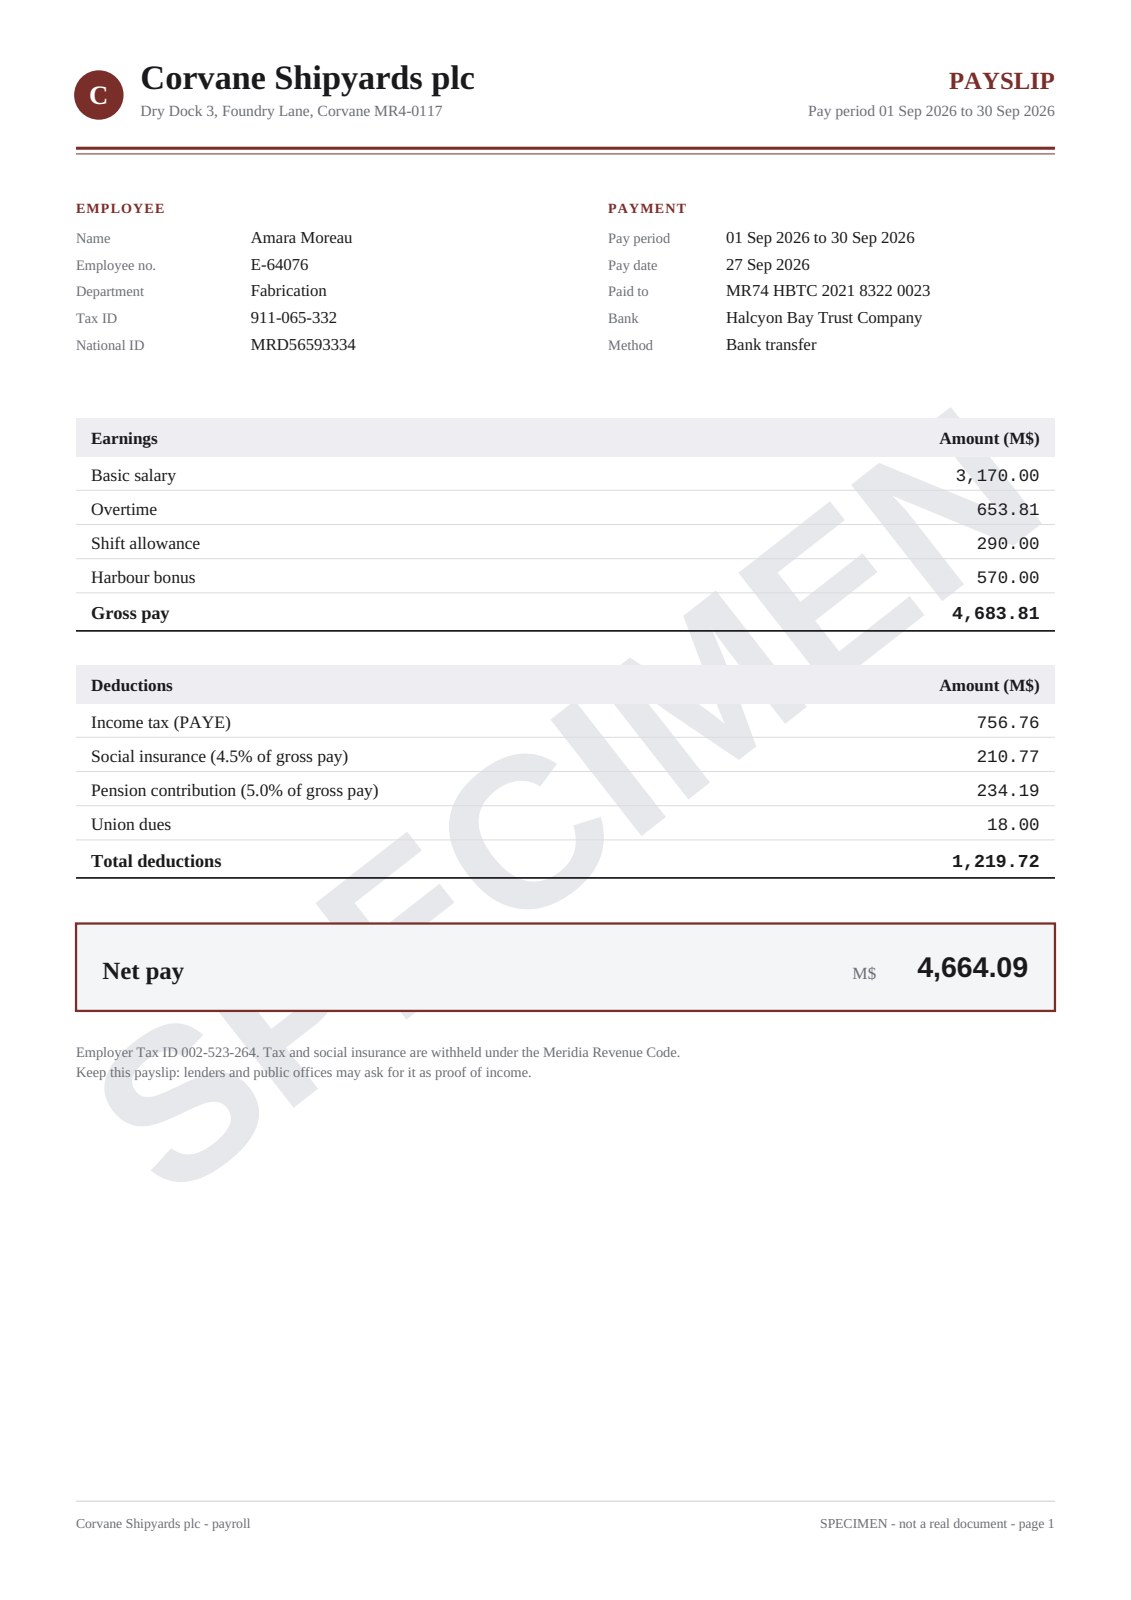 C
Corvane Shipyards plc
Dry Dock 3, Foundry Lane, Corvane MR4-0117
PAYSLIP
Pay period 01 Sep 2026 to 30 Sep 2026
EMPLOYEE
Name Amara Moreau
Employee no. E-64076
Department Fabrication
Tax ID 911-065-332
National ID MRD56593334
PAYMENT
Pay period 01 Sep 2026 to 30 Sep 2026
Pay date 27 Sep 2026
Paid to MR74 HBTC 2021 8322 0023
Bank Halcyon Bay Trust Company
Method Bank transfer
Earnings Amount (M$)
Basic salary 3,170.00
Overtime 653.81
Shift allowance 290.00
Harbour bonus 570.00
Gross pay 4,683.81
Deductions Amount (M$)
Income tax (PAYE) 756.76
Social insurance (4.5% of gross pay) 210.77
Pension contribution (5.0% of gross pay) 234.19
Union dues 18.00
Total deductions 1,219.72
Net pay M$ 4,664.09
Employer Tax ID 002-523-264. Tax and social insurance are withheld under the Meridia Revenue Code.
Keep this payslip: lenders and public offices may ask for it as proof of income.
SPECIMEN
Corvane Shipyards plc - payroll
SPECIMEN - not a real document - page 1